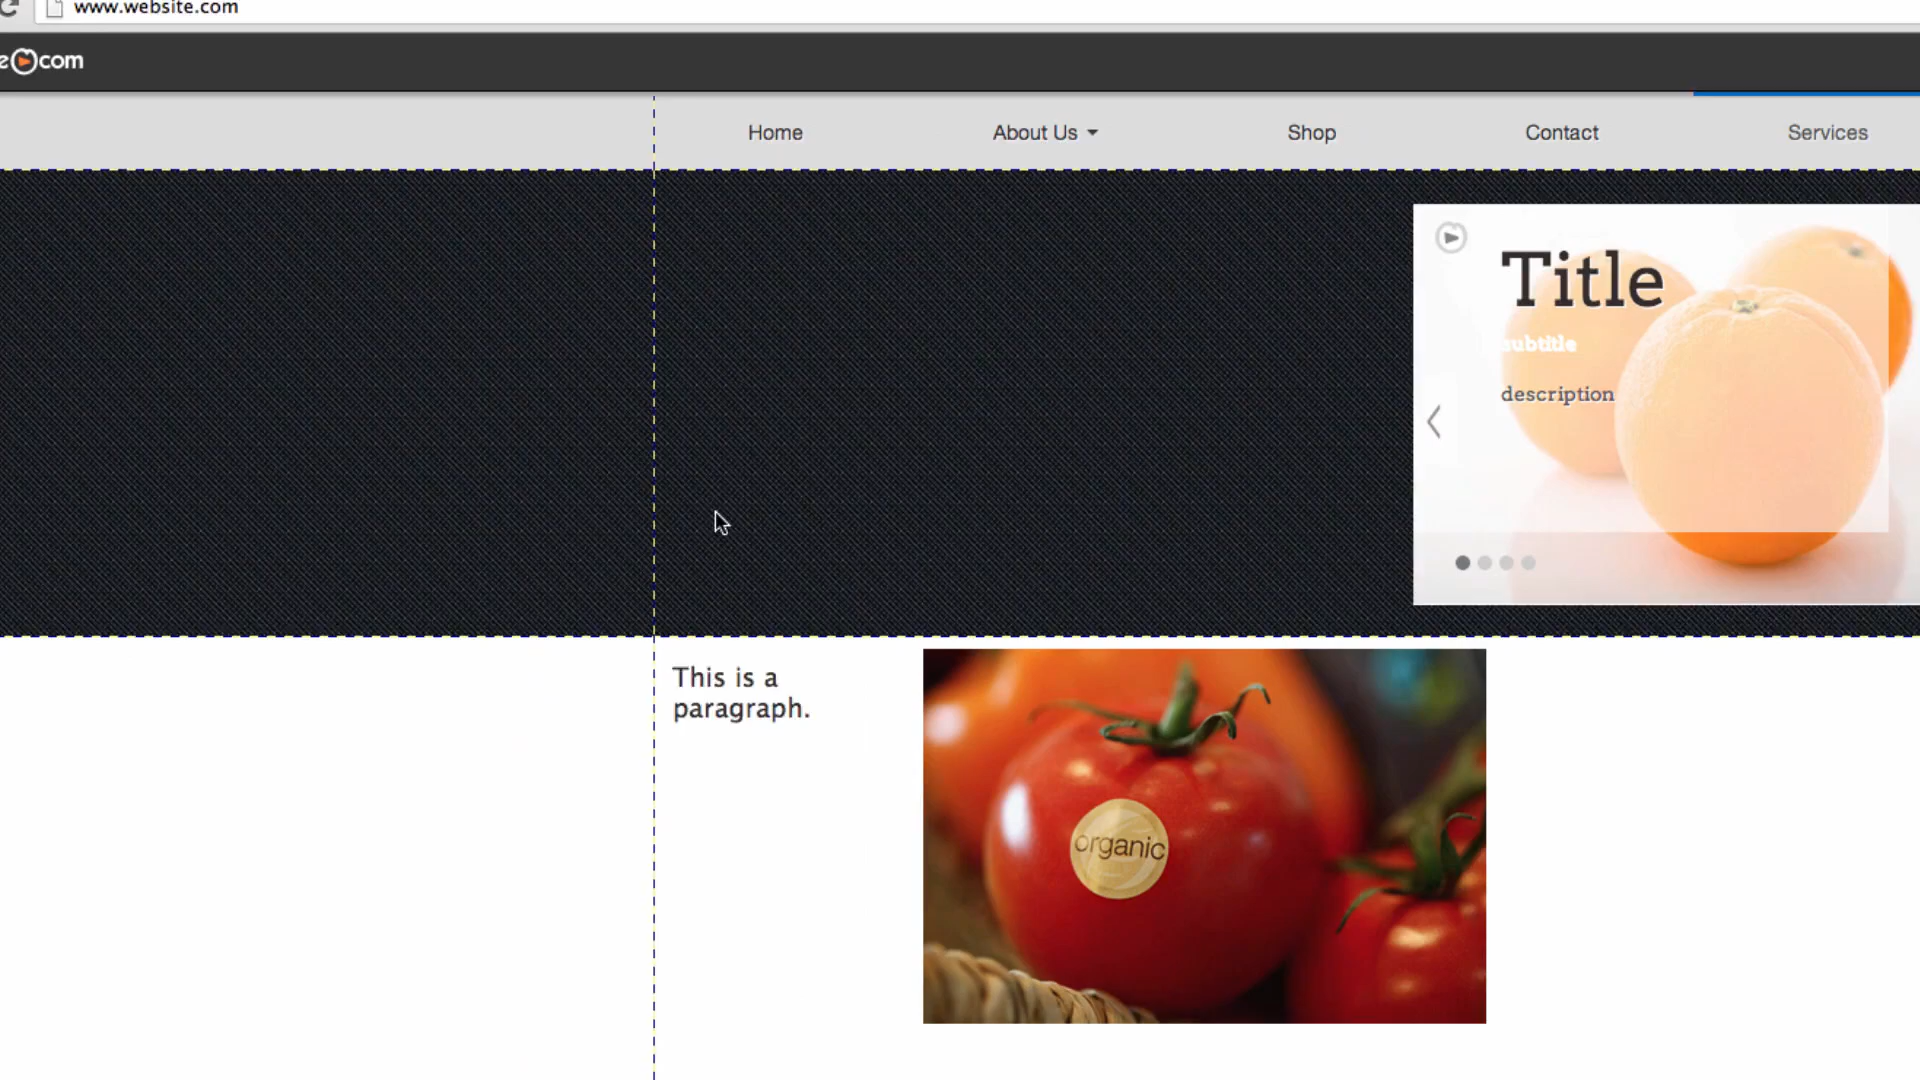 www.website.com
com
Home
About Us
Shop
Contact
Services
Title
subtitle
description
This is a
paragraph.
organic